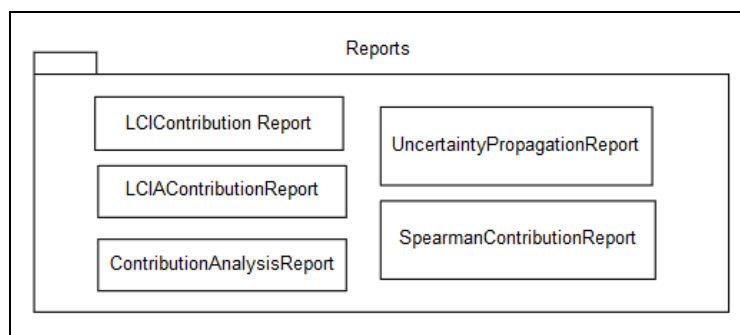 Reports
LCIContribution Report
LCIAContributionReport
ContributionAnalysisReport
UncertaintyPropagationReport
SpearmanContributionReport